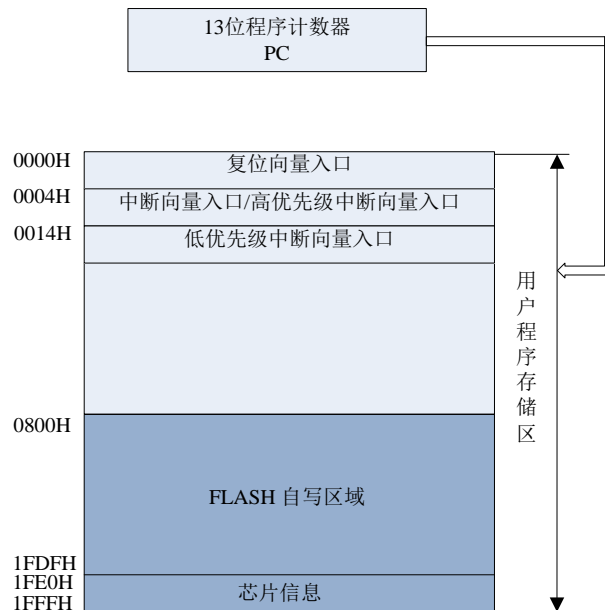 13位程序计数器
PC
0000H
复位向量入口
0004H
中断向量入口/高优先级中断向量入口
0014H
低优先级中断向量入口
用户程序存储区
0800H
FLASH 自写区域
1FDFH
1FE0H
芯片信息
1FFFH